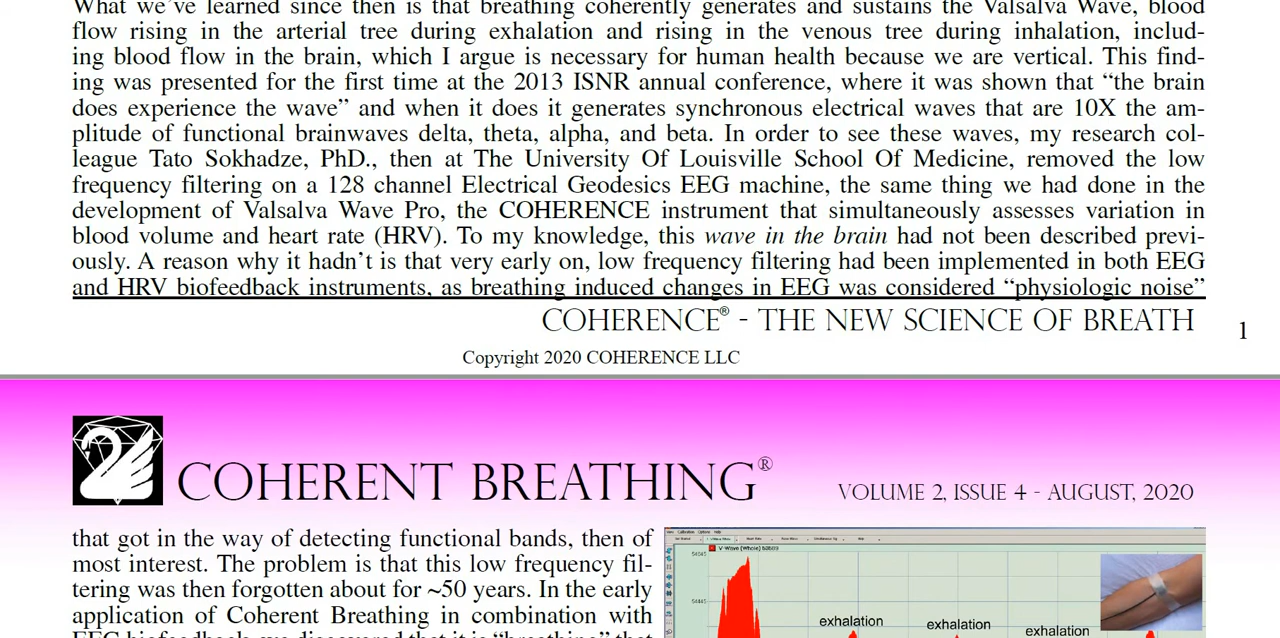 What we’ve learned since then is that breathing coherently generates and sustains the Valsalva Wave, blood
flow rising in the arterial tree during exhalation and rising in the venous tree during inhalation, includ-
ing blood flow in the brain, which I argue is necessary for human health because we are vertical. This find-
ing was presented for the first time at the 2013 ISNR annual conference, where it was shown that “the brain
does experience the wave” and when it does it generates synchronous electrical waves that are 10X the am-
plitude of functional brainwaves delta, theta, alpha, and beta. In order to see these waves, my research col-
league Tato Sokhadze, PhD., then at The University Of Louisville School Of Medicine, removed the low
frequency filtering on a 128 channel Electrical Geodesics EEG machine, the same thing we had done in the
development of Valsalva Wave Pro, the COHERENCE instrument that simultaneously assesses variation in
blood volume and heart rate (HRV). To my knowledge, this wave in the brain had not been described previ-
ously. A reason why it hadn’t is that very early on, low frequency filtering had been implemented in both EEG
and HRV biofeedback instruments, as breathing induced changes in EEG was considered “physiologic noise”
COHERENCE® - THE NEW SCIENCE OF BREATH
1
Copyright 2020 COHERENCE LLC
COHERENT BREATHING®
VOLUME 2, ISSUE 4 - AUGUST, 2020
that got in the way of detecting functional bands, then of
most interest. The problem is that this low frequency fil-
tering was then forgotten about for ~50 years. In the early
application of Coherent Breathing in combination with
EEG biofeedback, we discovered that it is “breathing” that
V-Wave (Whole)
exhalation
exhalation
exhalation